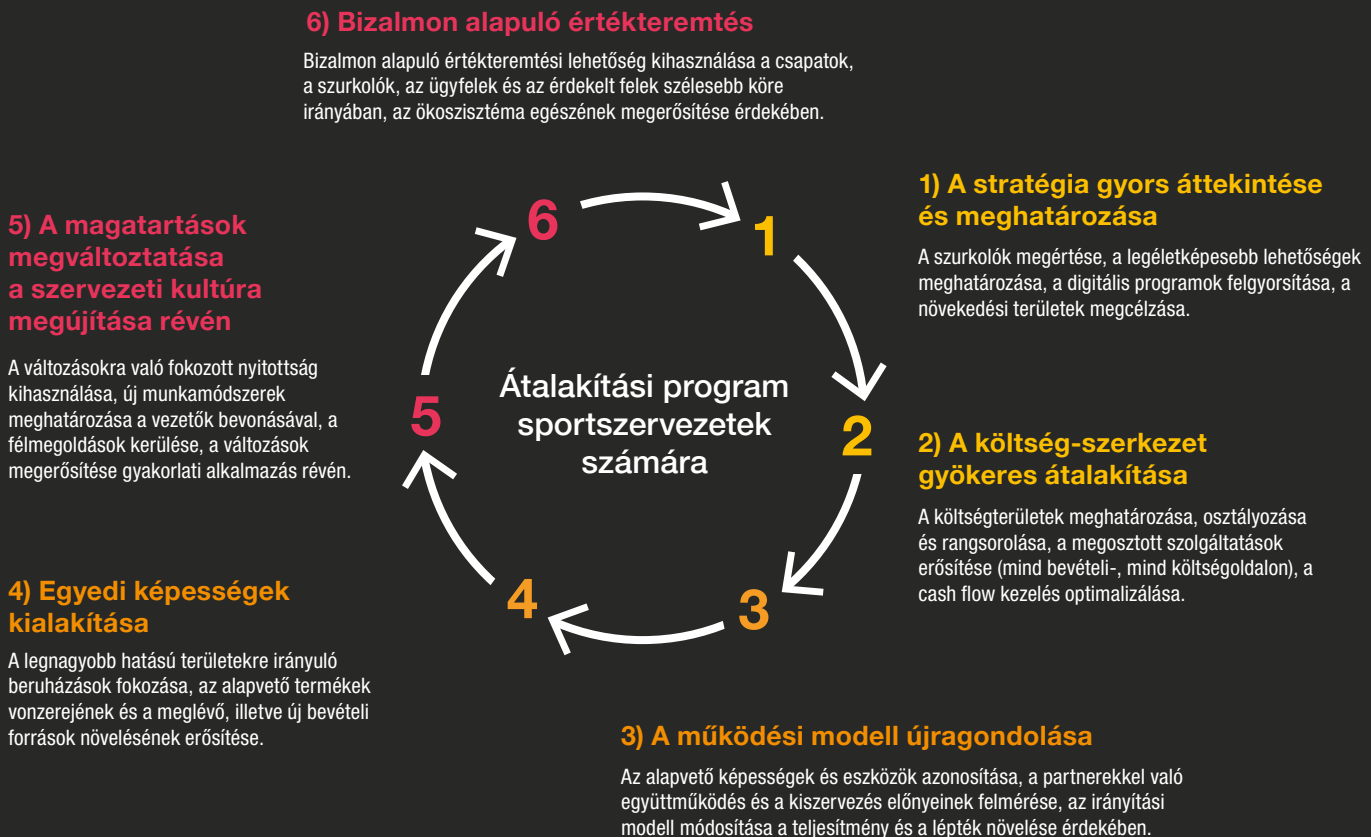 6) Bizalmon alapuló értékteremtés
Bizalmon alapuló értékteremtési lehetőség kihasználása a csapatok,
a szurkolók, az ügyfelek és az érdekelt felek szélesebb köre
irányában, az ökoszisztéma egészének megerősítése érdekében.
1) A stratégia gyors áttekintése
és meghatározása
A szurkolók megértése, a legéletképesebb lehetőségek
meghatározása, a digitális programok felgyorsítása, a
növekedési területek megcélzása.
5) A magatartások
megváltoztatása
a szervezeti kultúra
megújítása révén
A változásokra való fokozott nyitottság
kihasználása, új munkamódszerek
meghatározása a vezetők bevonásával, a
félmegoldások kerülése, a változások
megerősítése gyakorlati alkalmazás révén.
6
1
5
Átalakítási program
sportszervezetek
számára
2
4
3
2) A költség-szerkezet
gyökeres átalakítása
A költségterületek meghatározása, osztályozása
és rangsorolása, a megosztott szolgáltatások
erősítése (mind bevételi-, mind költségoldalon), a
cash flow kezelés optimalizálása.
4) Egyedi képességek
kialakítása
A legnagyobb hatású területekre irányuló
beruházások fokozása, az alapvető termékek
vonzerejének és a meglévő, illetve új bevételi
források növelésének erősítése.
3) A működési modell újragondolása
Az alapvető képességek és eszközök azonosítása, a partnerekkel való
együttműködés és a kiszervezés előnyeinek felmérése, az irányítási
modell módosítása a teljesítmény és a lépték növelése érdekében.